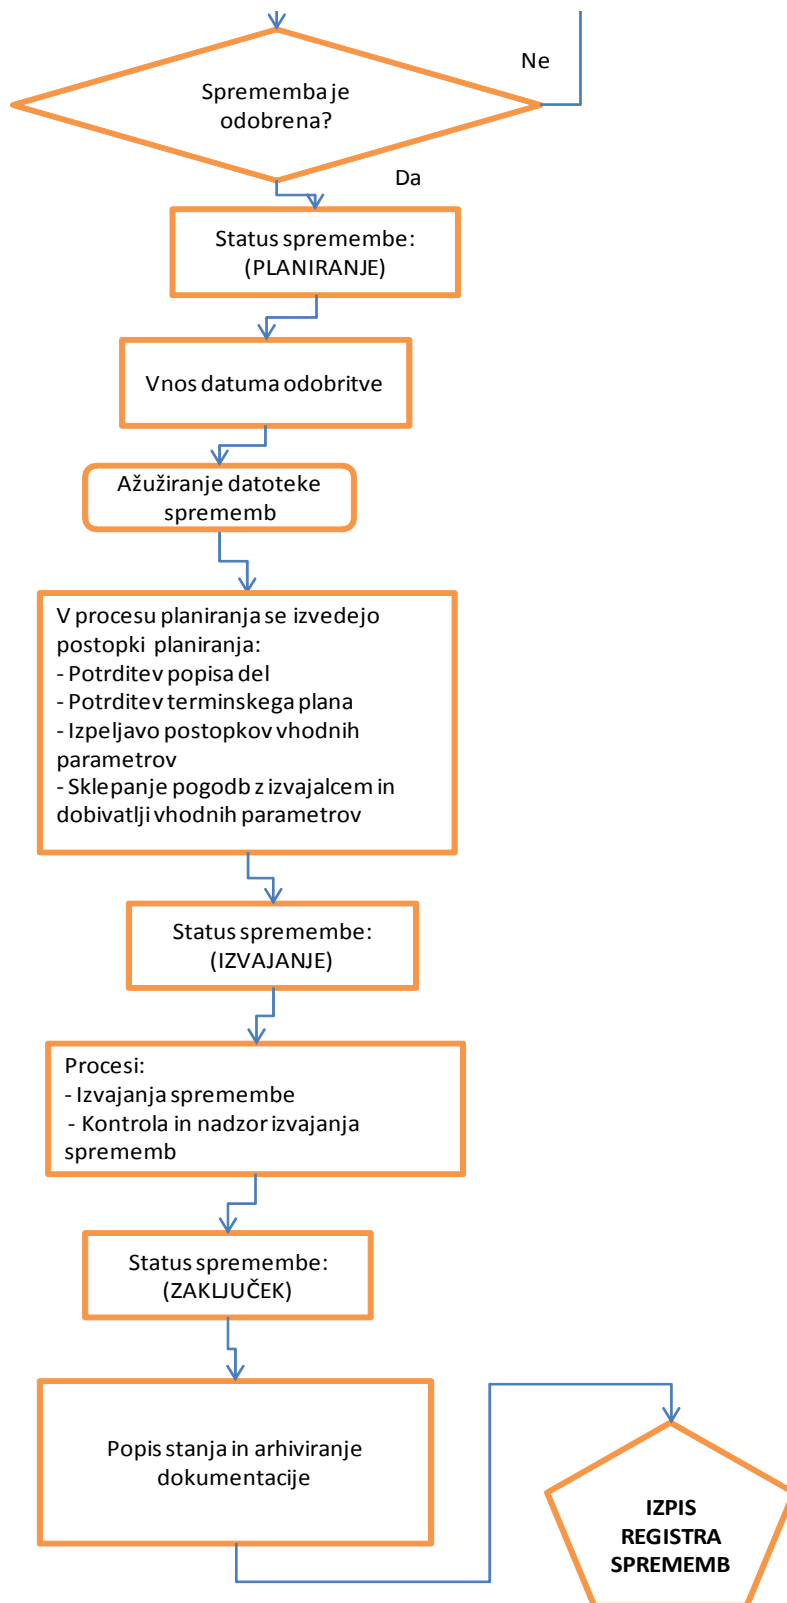 Ne
Sprememba je
odobrena?
Da
Status spremembe:
(PLANIRANJE)
Vnos datuma odobritve
Ažužiranje datoteke
sprememb
V procesu planiranja se izvedejo
postopki planiranja:
- Potrditev popisa del
- Potrditev terminskega plana
- Izpeljavo postopkov vhodnih
parametrov
- Sklepanje pogodb z izvajalcem in
dobivatlji vhodnih parametrov
Status spremembe:
(IZVAJANJE)
Procesi:
- Izvajanja spremembe
- Kontrola in nadzor izvajanja
sprememb
Status spremembe:
(ZAKLJUČEK)
Popis stanja in arhiviranje
dokumentacije
IZPIS
REGISTRA
SPREMEMB